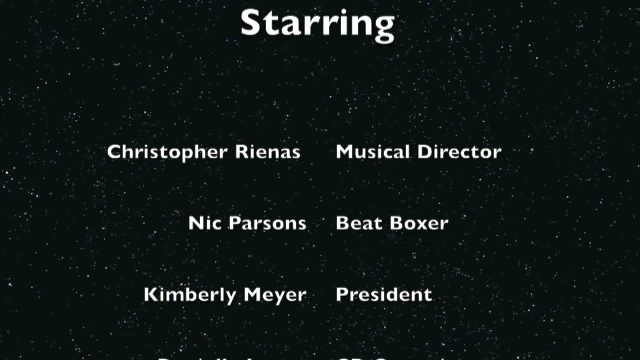 Starring
Christopher Rienas Musical Director
Nic Parsons Beat Boxer
Kimberly Meyer President